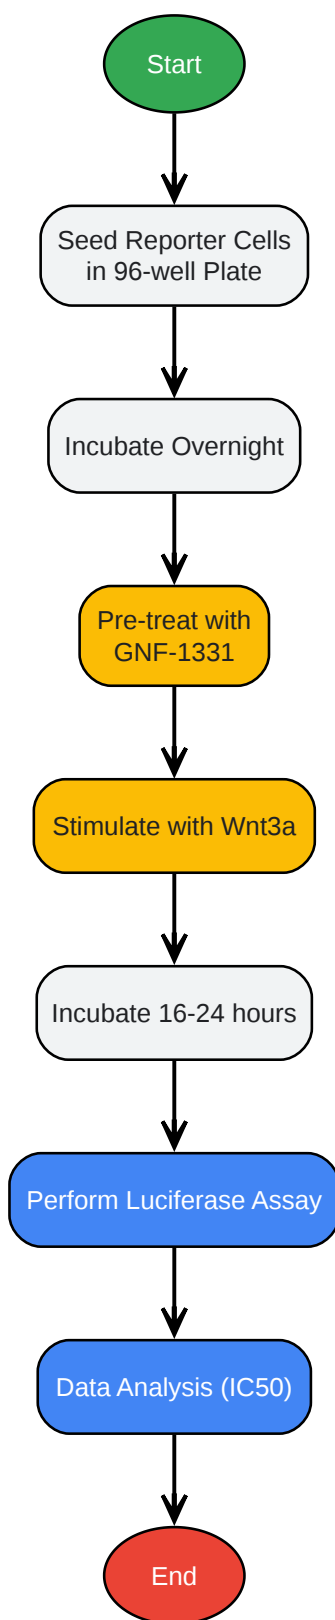 Start
Seed Reporter Cells
in 96-well Plate
Incubate Overnight
Pre-treat with
GNF-1331
Stimulate with Wnt3a
Incubate 16-24 hours
Perform Luciferase Assay
Data Analysis (IC50)
End